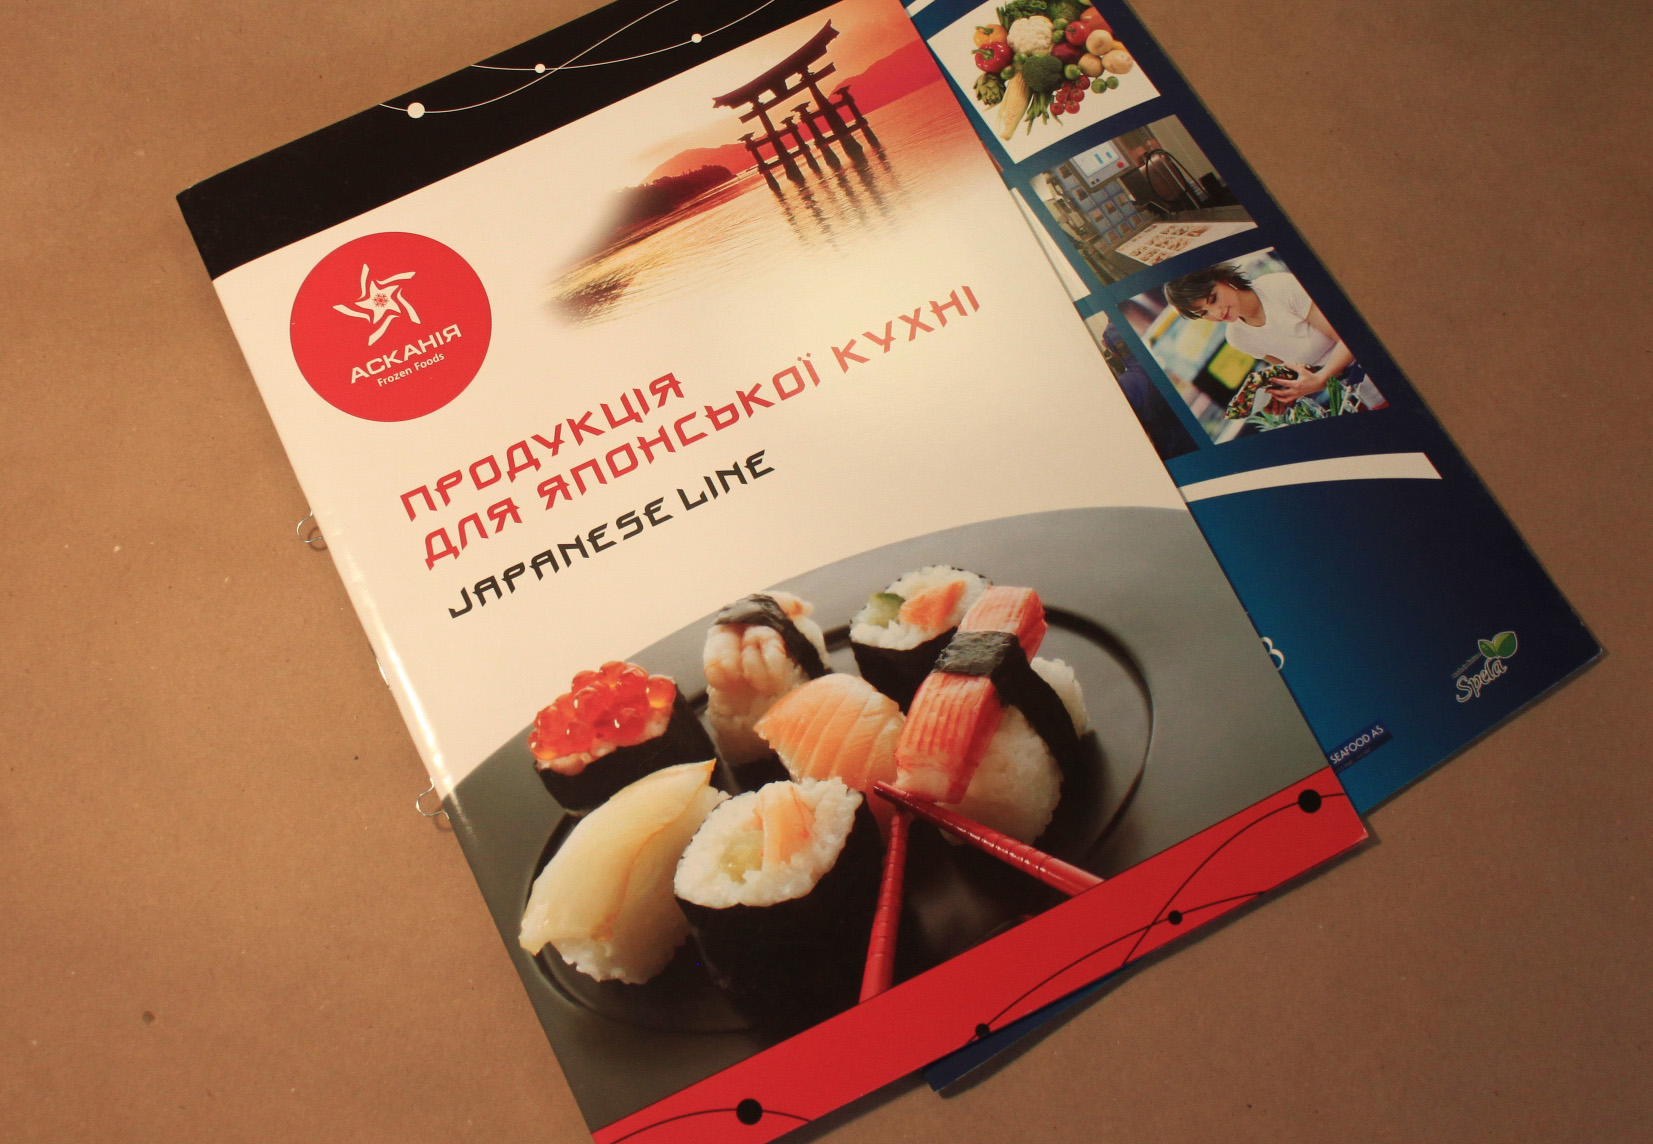 АСКАНІЯ
Frozen Foods
ПРОДУКЦІЯ
ДЛЯ ЯПОНСЬКОЇ КУХНІ
JAPANESE LINE
Spela
SEAFOOD AS